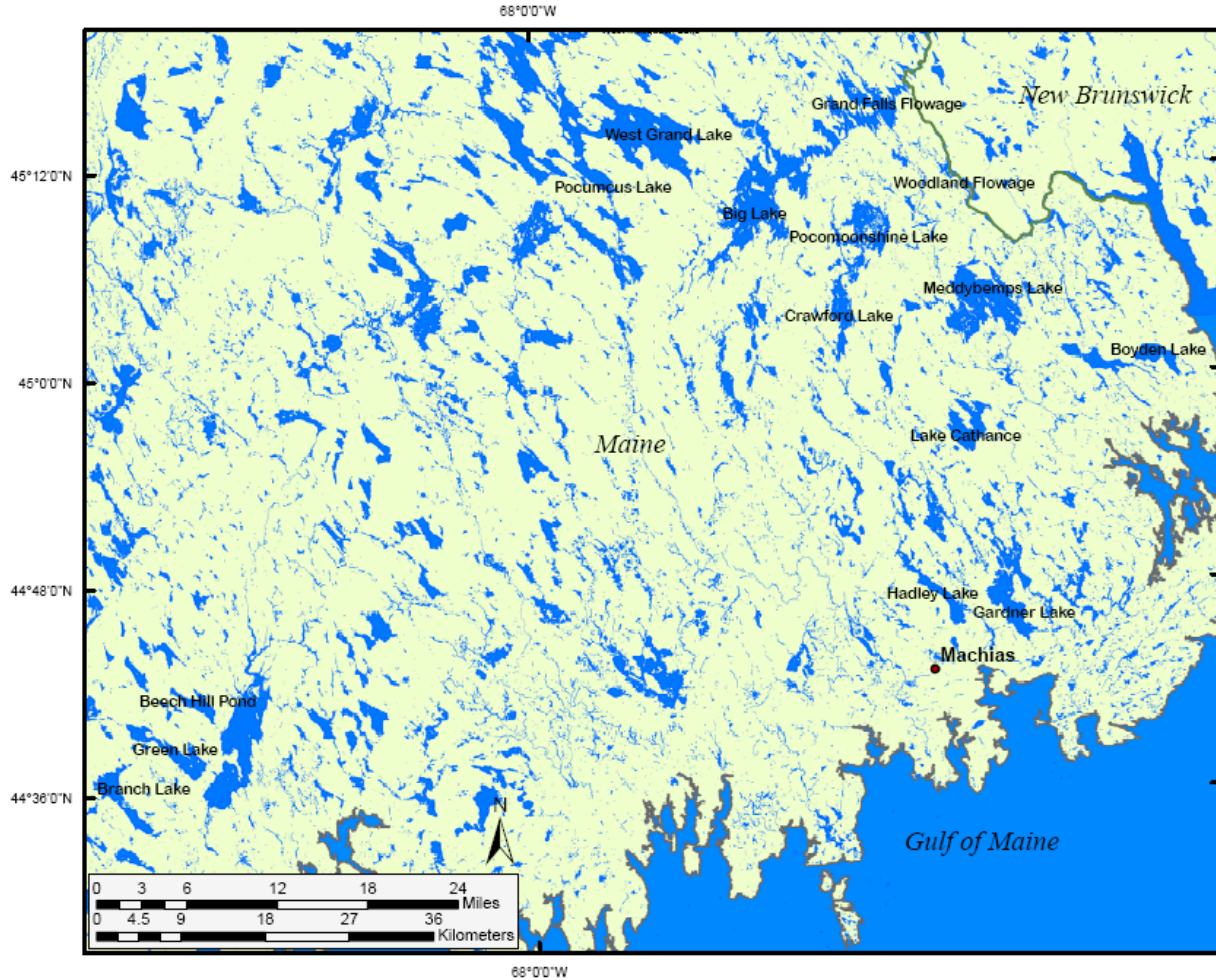 68°0'0"W
New Brunswick
Grand Falls Flowage
West Grand Lake
45°12'0"N
Pocumcus Lake
Woodland Flowage
Big Lake
Pocomoonshine Lake
Meddybemps Lake
Crawford Lake
Boyden Lake
45°0'0"N
Lake Cathance
Maine
44°48'0"N
Hadley Lake
Gardner Lake
Machias
Beech Hill Pond
Green Lake
Branch Lake
44°36'0"N
N
Gulf of Maine
0 3 6 12 18 24
Miles
0 4.5 9 18 27 36
Kilometers
68°0'0"W